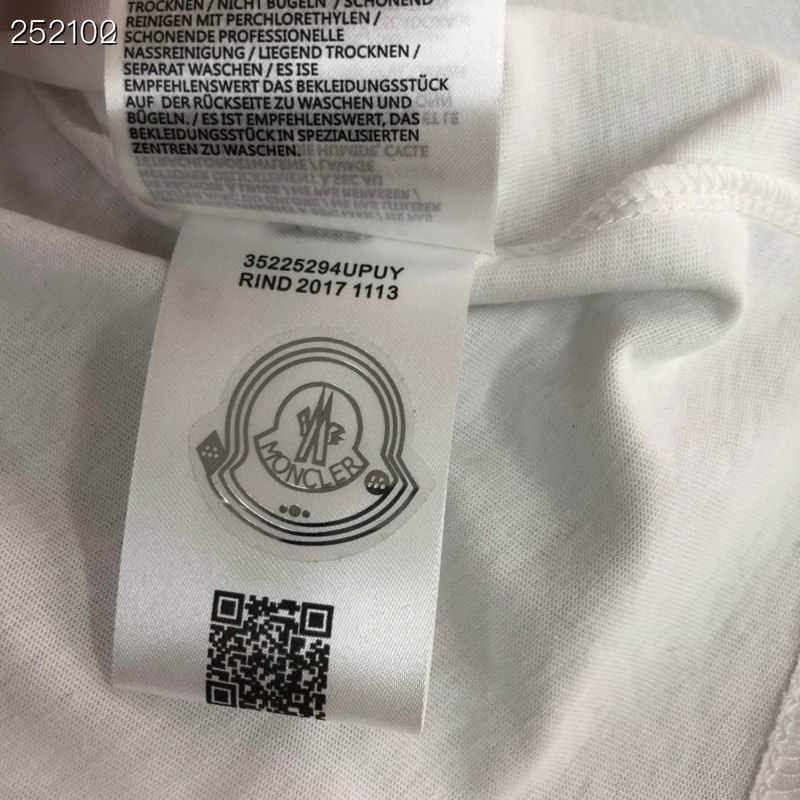 252102
TROCKNEN / NICHT BÜGELN / SCHONEND
REINIGEN MIT PERCHLORETHYLEN /
SCHONENDE PROFESSIONELLE
NASSREINIGUNG / LIEGEND TROCKNEN /
SEPARAT WASCHEN / ES ISE
EMPFEHLENSWERT DAS BEKLEIDUNGSSTÜCK
AUF DER RÜCKSEITE ZU WASCHEN UND
BÜGELN. / ES IST EMPFEHLENSWERT, DAS
BEKLEIDUNGSSTÜCK IN SPEZIALISIERTEN
ZENTREN ZU WASCHEN.
35225294UPUY
RIND 2017 1113
MONCLER